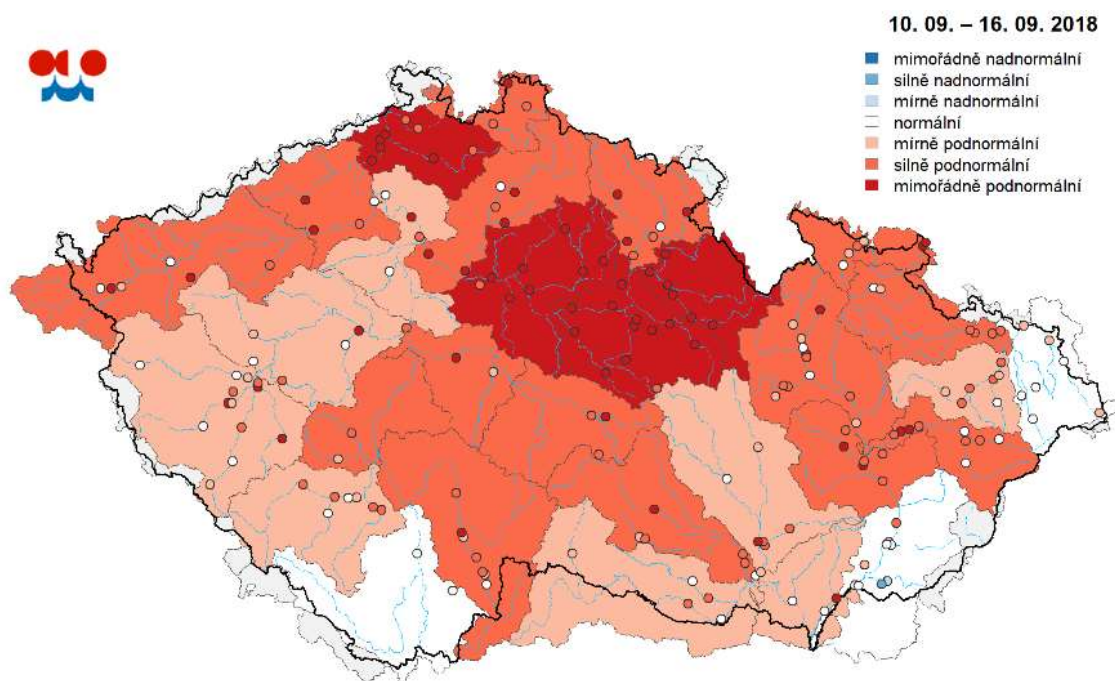 10. 09. – 16. 09. 2018
mimořádně nadnormální
silně nadnormální
mírně nadnormální
normální
mírně podnormální
silně podnormální
mimořádně podnormální